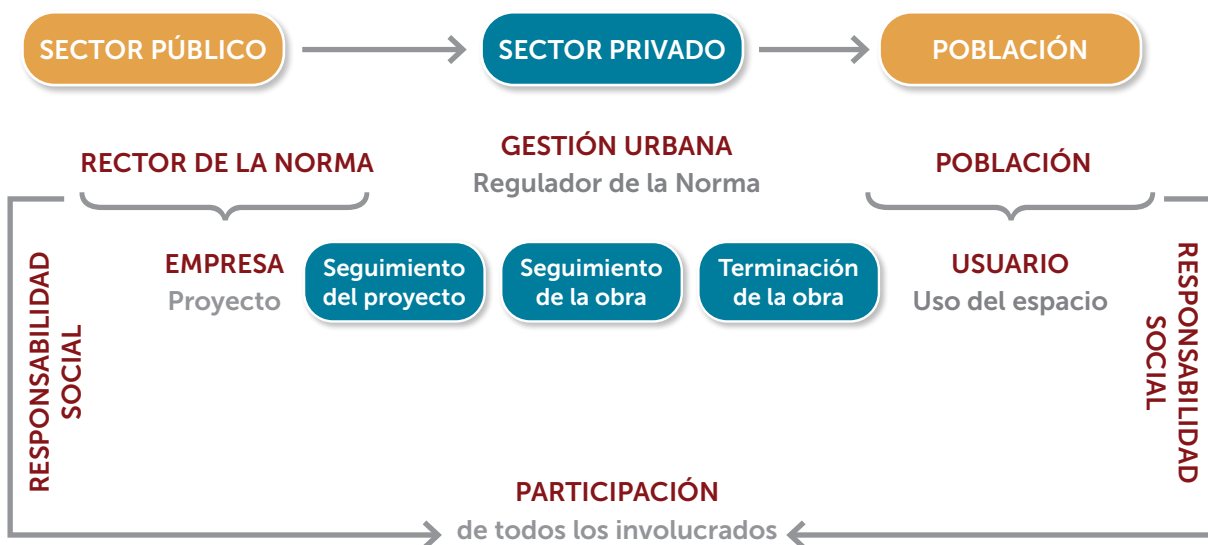 SECTOR PÚBLICO
SECTOR PRIVADO
POBLACIÓN
RECTOR DE LA NORMA
GESTIÓN URBANA
Regulador de la Norma
POBLACIÓN
RESPONSABILIDAD
SOCIAL
EMPRESA
Proyecto
Seguimiento
del proyecto
Seguimiento
de la obra
Terminación
de la obra
USUARIO
Uso del espacio
RESPONSABILIDAD
SOCIAL
PARTICIPACIÓN
de todos los involucrados